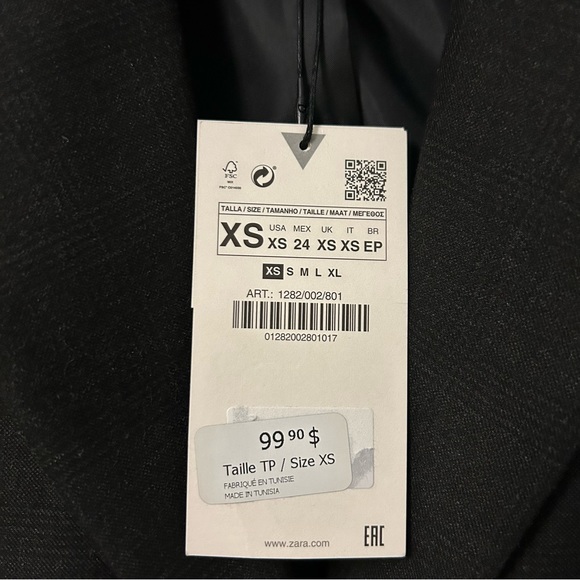 FSC
TALLA / SIZE / TAMANHO / TAILLE / MAAT / ΜΕΓΕΘΟΣ
XS USA MEX UK IT BR
XS 24 XS XS EP
XS S M L XL
ART.: 1282/002/801
01282002801017
99 90 $
Taille TP / Size XS
FABRIQUÉ EN TUNISIE
MADE IN TUNISIA
www.zara.com
EAC